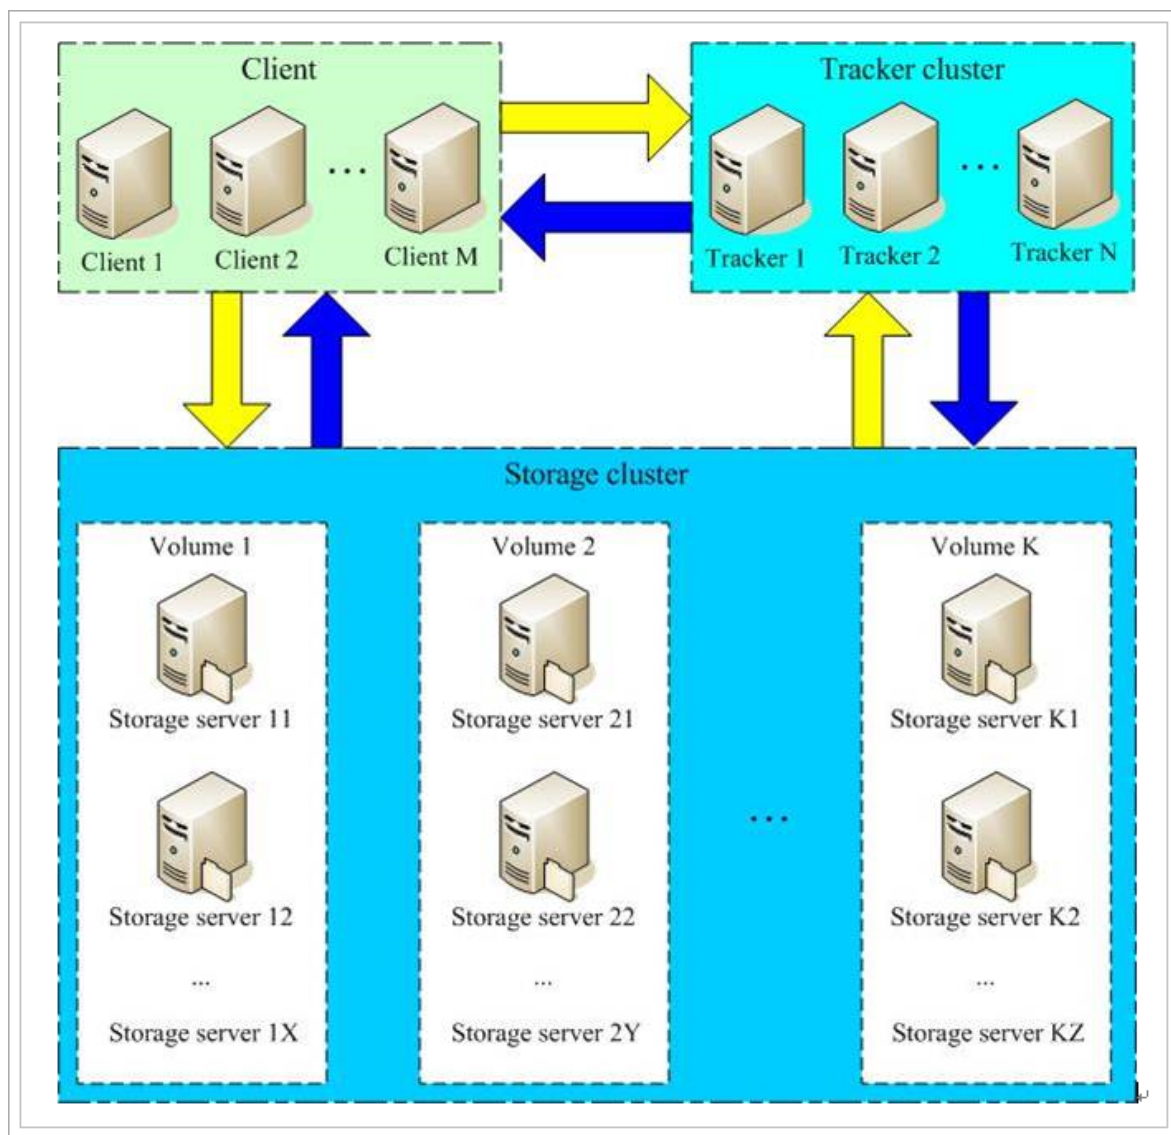 Client
Tracker cluster
...
...
Client 1
Client 2
Client M
Tracker 1
Tracker 2
Tracker N
Storage cluster
Volume 1
Volume 2
Volume K
Storage server 11
Storage server 21
Storage server K1
...
Storage server 12
Storage server 22
Storage server K2
...
...
...
Storage server 1X
Storage server 2Y
Storage server KZ